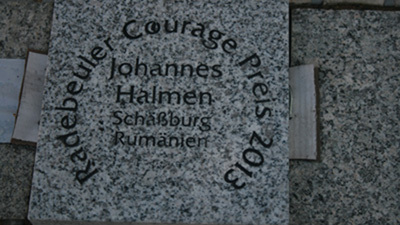 Radebeuler Courage Preis 2013
Johannes
Halmen
Schäßburg
Rumänien